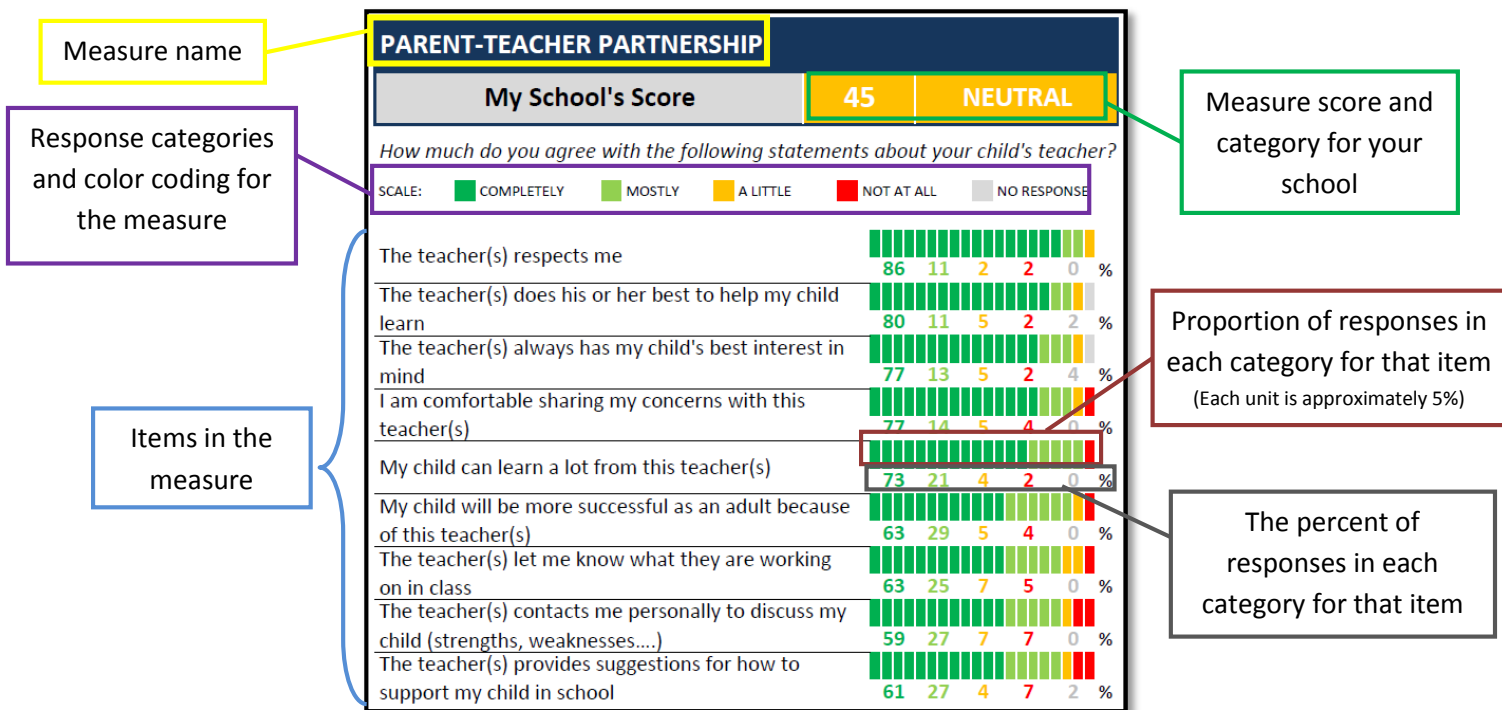 Measure name
PARENT-TEACHER PARTNERSHIP
My School's Score 45 NEUTRAL
Measure score and
category for your
school
Response categories
and color coding for
the measure
How much do you agree with the following statements about your child's teacher?
SCALE: COMPLETELY MOSTLY A LITTLE NOT AT ALL NO RESPONSE
The teacher(s) respects me
86 11 2 2 0 %
The teacher(s) does his or her best to help my child
learn
80 11 5 2 2 %
The teacher(s) always has my child's best interest in
mind
77 13 5 2 4 %
I am comfortable sharing my concerns with this
teacher(s)
77 14 5 4 0 %
My child can learn a lot from this teacher(s)
73 21 4 2 0 %
My child will be more successful as an adult because
of this teacher(s)
63 29 5 4 0 %
The teacher(s) let me know what they are working
on in class
63 25 7 5 0 %
The teacher(s) contacts me personally to discuss my
child (strengths, weaknesses....)
59 27 7 7 0 %
The teacher(s) provides suggestions for how to
support my child in school
61 27 4 7 2 %
Items in the
measure
Proportion of responses in
each category for that item
(Each unit is approximately 5%)
The percent of
responses in each
category for that item